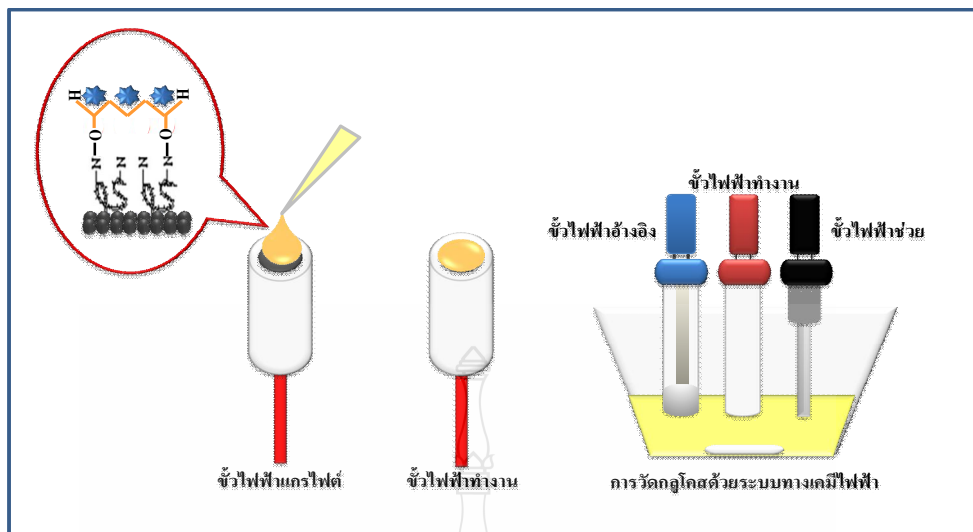 H H
O O
N N N N
ขั้วไฟฟ้าทำงาน
ขั้วไฟฟ้าอ้างอิง
ขั้วไฟฟ้าช่วย
ขั้วไฟฟ้าแกรไฟต์
ขั้วไฟฟ้าทำงาน
การวัดกลูโคสด้วยระบบทางเคมีไฟฟ้า